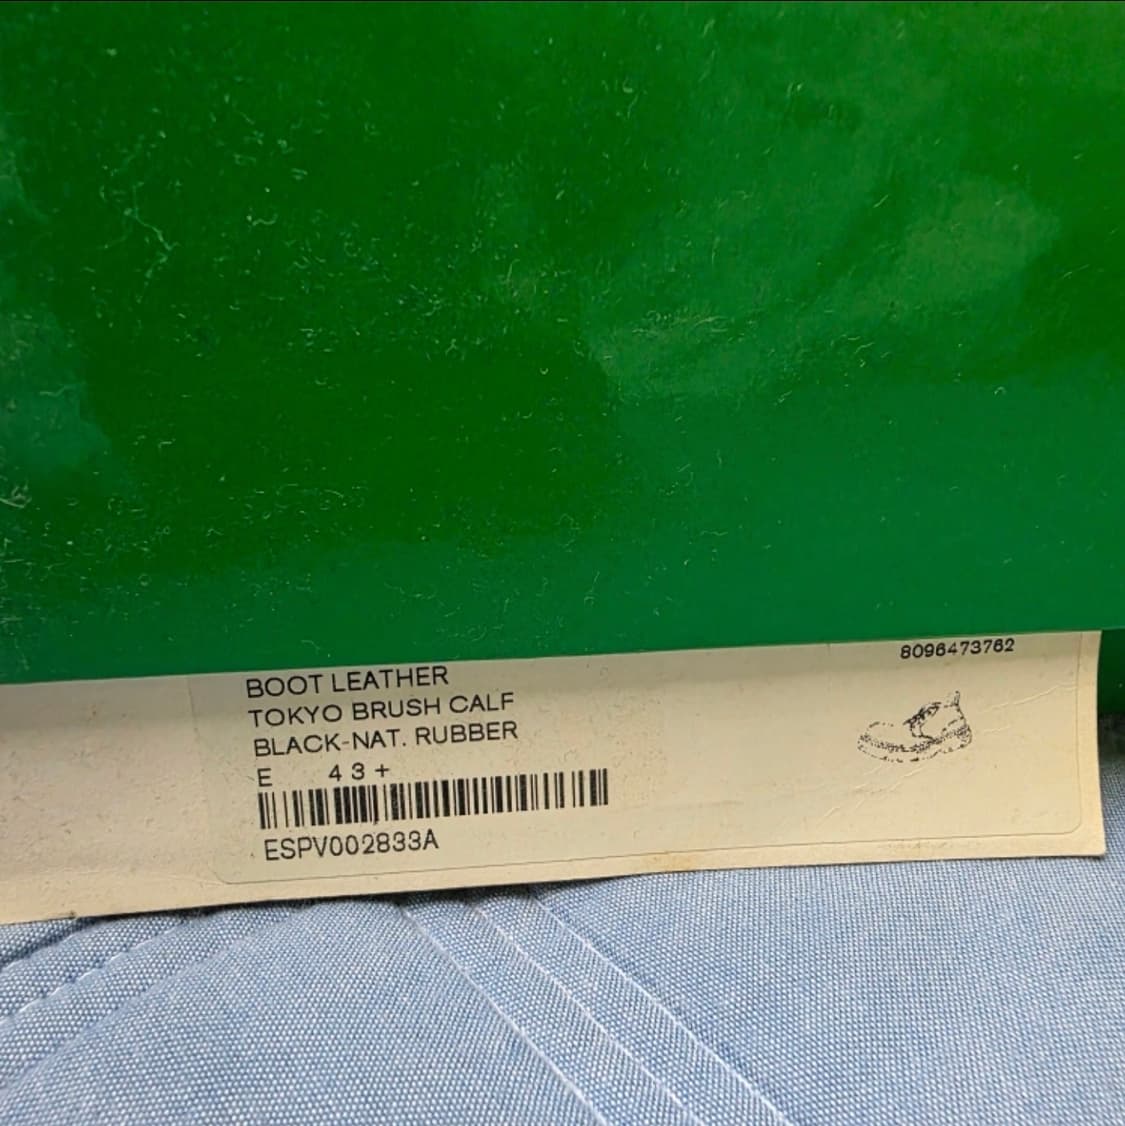 8096473762
BOOT LEATHER
TOKYO BRUSH CALF
BLACK-NAT. RUBBER
E 43+
ESPV002833A